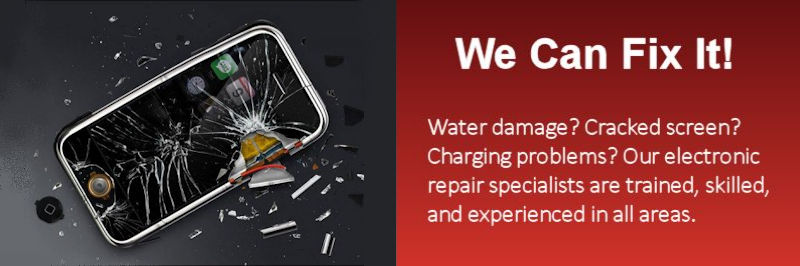 We Can Fix It!
Water damage? Cracked screen?
Charging problems? Our electronic
repair specialists are trained, skilled,
and experienced in all areas.